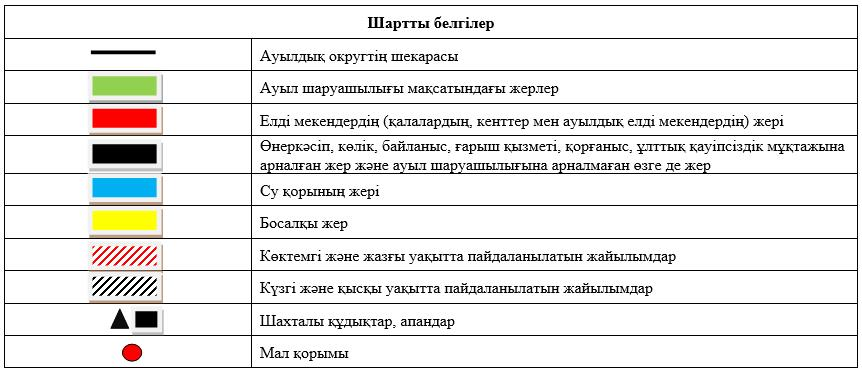 Шартты белгілер
Ауылдық округтің шекарасы
Ауыл шаруашылығы мақсатындағы жерлер
Елді мекендердің (қалалардың, кенттер мен ауылдық елді мекендердің) жері
Өнеркәсіп, көлік, байланыс, ғарыш қызметі, қорғаныс, ұлттық қауіпсіздік мұқтажына
арналған жер және ауыл шаруашылығына арналмаған өзге де жер
Су қорының жері
Босалқы жер
Көктемгі және жазғы уақытта пайдаланылатын жайылымдар
Күзгі және қысқы уақытта пайдаланылатын жайылымдар
Шахталы құдықтар, апандар
Мал қорымы